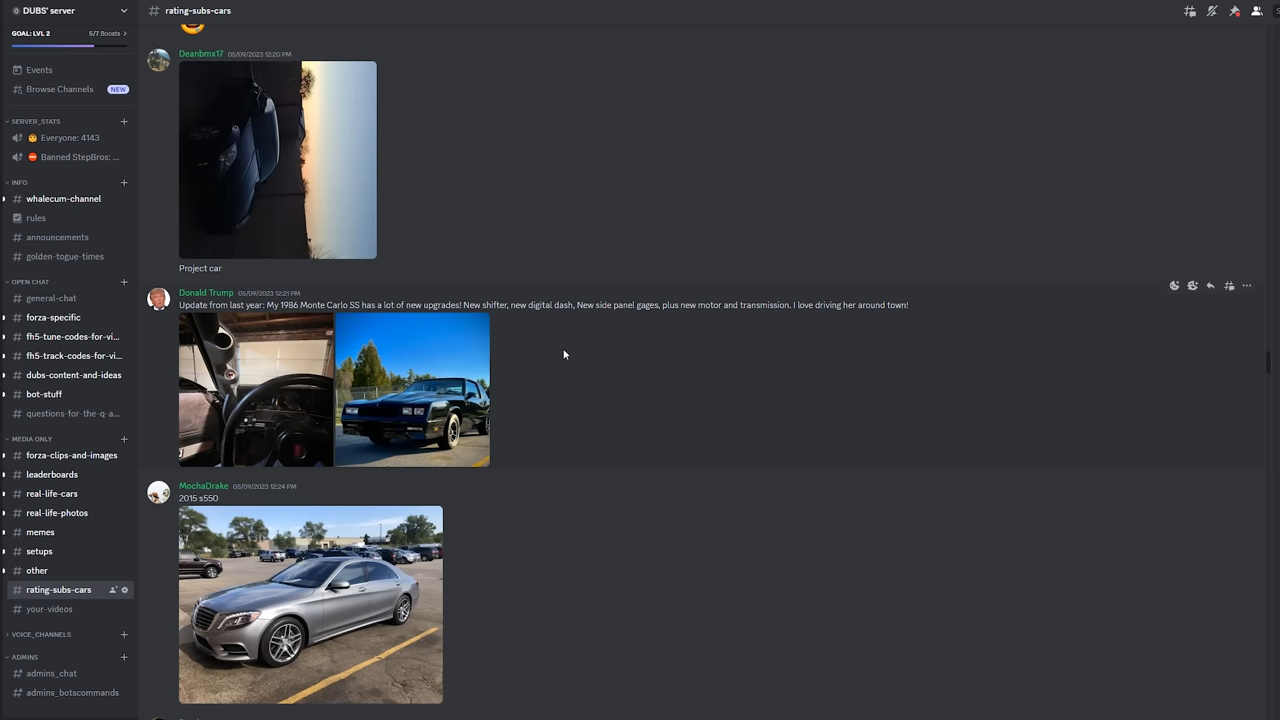 DUBS' server
rating-subs-cars
GOAL: LVL 2
5/7 Boosts
Events
Browse Channels
NEW
SERVER_STATS
Everyone: 4143
Banned StepBros: ...
INFO
whalecum-channel
rules
announcements
golden-togue-times
OPEN CHAT
general-chat
forza-specific
fh5-tune-codes-for-vi...
fh5-track-codes-for-vi...
dubs-content-and-ideas
bot-stuff
questions-for-the-q-a...
MEDIA ONLY
forza-clips-and-images
leaderboards
real-life-cars
real-life-photos
memes
setups
other
rating-subs-cars
your-videos
VOICE_CHANNELS
ADMINS
admins_chat
admins_botscommands
Deanbmx17 05/09/2023 12:20 PM
Project car
Donald Trump 05/09/2023 12:21 PM
Update from last year: My 1986 Monte Carlo SS has a lot of new upgrades! New shifter, new digital dash, New side panel gages, plus new motor and transmission. I love driving her around town!
MochaDrake 05/09/2023 12:24 PM
2015 s550